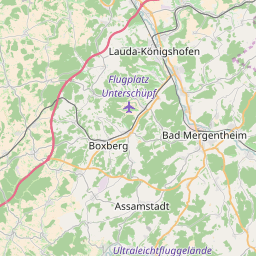 Lauda-Königshofen
Flugplatz
Unterschüpf
Bad Mergentheim
Boxberg
Assamstadt
Ultraleichtfluggelände